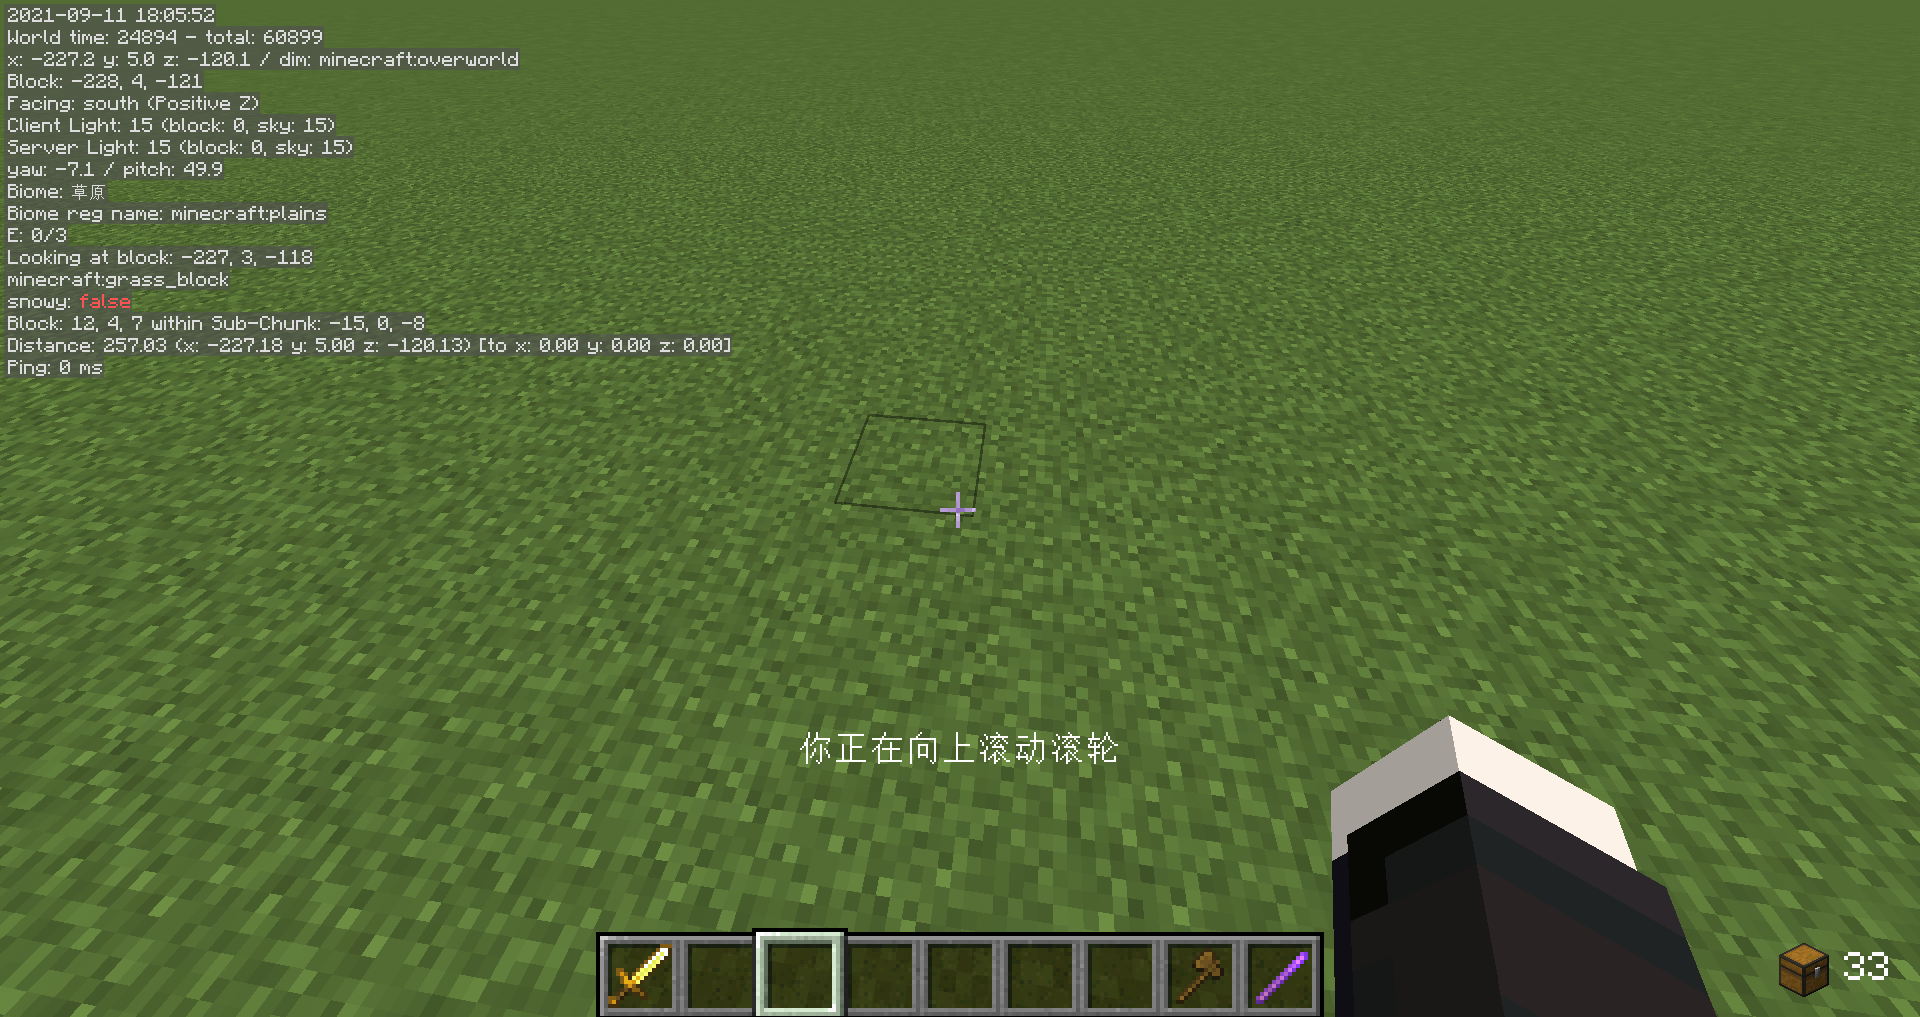 2021-09-11 18:05:52
World time: 24894 - total: 60899
x: -227.2 y: 5.0 z: -120.1 / dim: minecraft:overworld
Block: -228, 4, -121
Facing: south (Positive Z)
Client Light: 15 (block: 0, sky: 15)
Server Light: 15 (block: 0, sky: 15)
yaw: -7.1 / pitch: 49.9
Biome: 草原
Biome reg name: minecraft:plains
E: 0/3
Looking at block: -227, 3, -118
minecraft:grass_block
snowy: false
Block: 12, 4, 7 within Sub-Chunk: -15, 0, -8
Distance: 257.03 (x: -227.18 y: 5.00 z: -120.13) [to x: 0.00 y: 0.00 z: 0.00]
Ping: 0 ms
你正在向上滚动滚轮
33